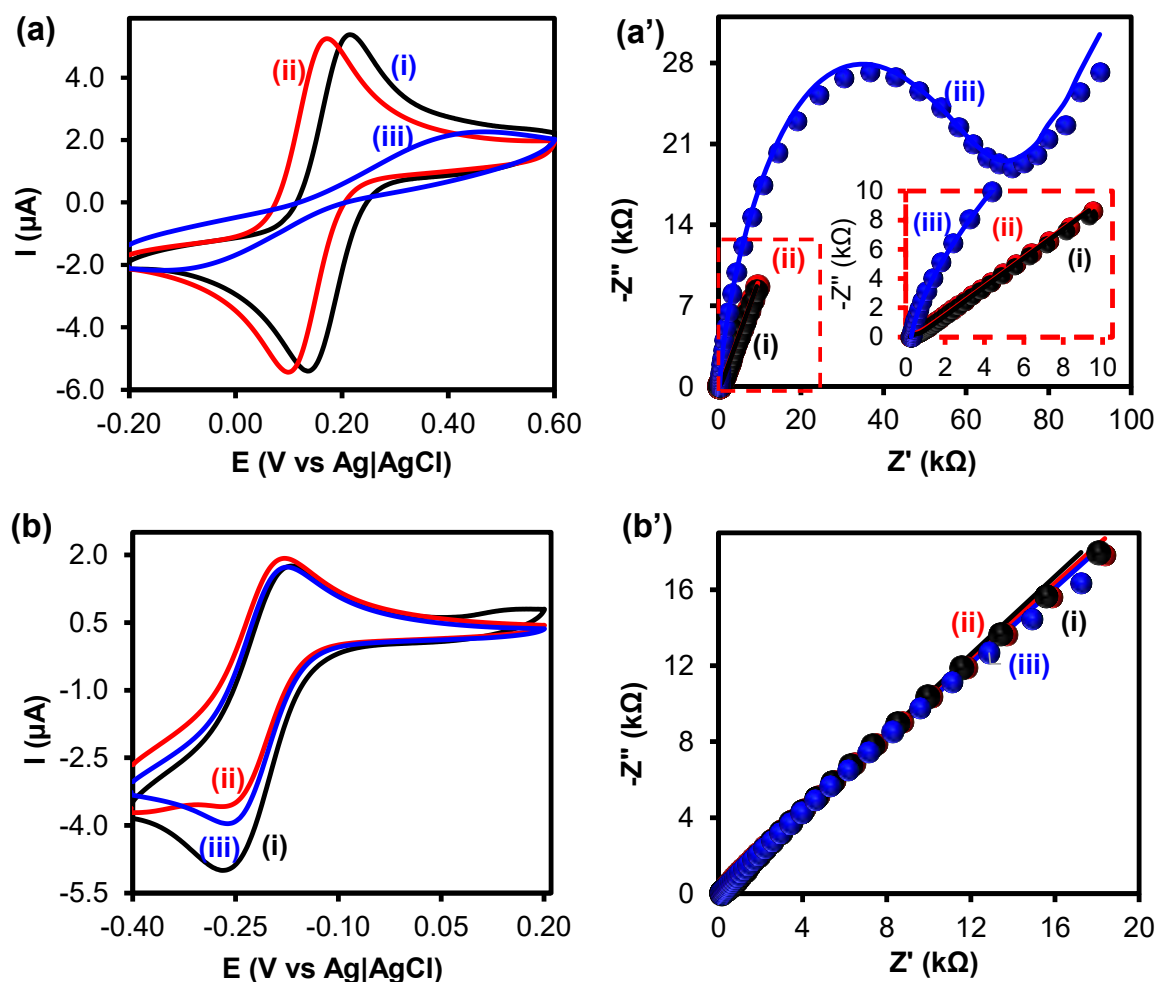 (a)
I (µA)
4.0
2.0
0.0
-2.0
-4.0
-6.0
(ii)
(i)
(iii)
-0.20 0.00 0.20 0.40 0.60
E (V vs Ag|AgCl)
(a')
-Z" (kΩ)
28
21
14
7
0
(iii)
(ii)
(i)
-Z" (kΩ)
10
8
6
4
2
0
(iii)
(ii)
(i)
0 2 4 6 8 10
0 20 40 60 80 100
Z' (kΩ)
(b)
I (µA)
2.0
0.5
-1.0
-2.5
-4.0
-5.5
(ii)
(iii)
(i)
-0.40 -0.25 -0.10 0.05 0.20
E (V vs Ag|AgCl)
(b')
-Z" (kΩ)
16
12
8
4
0
(ii)
(i)
(iii)
0 4 8 12 16 20
Z' (kΩ)